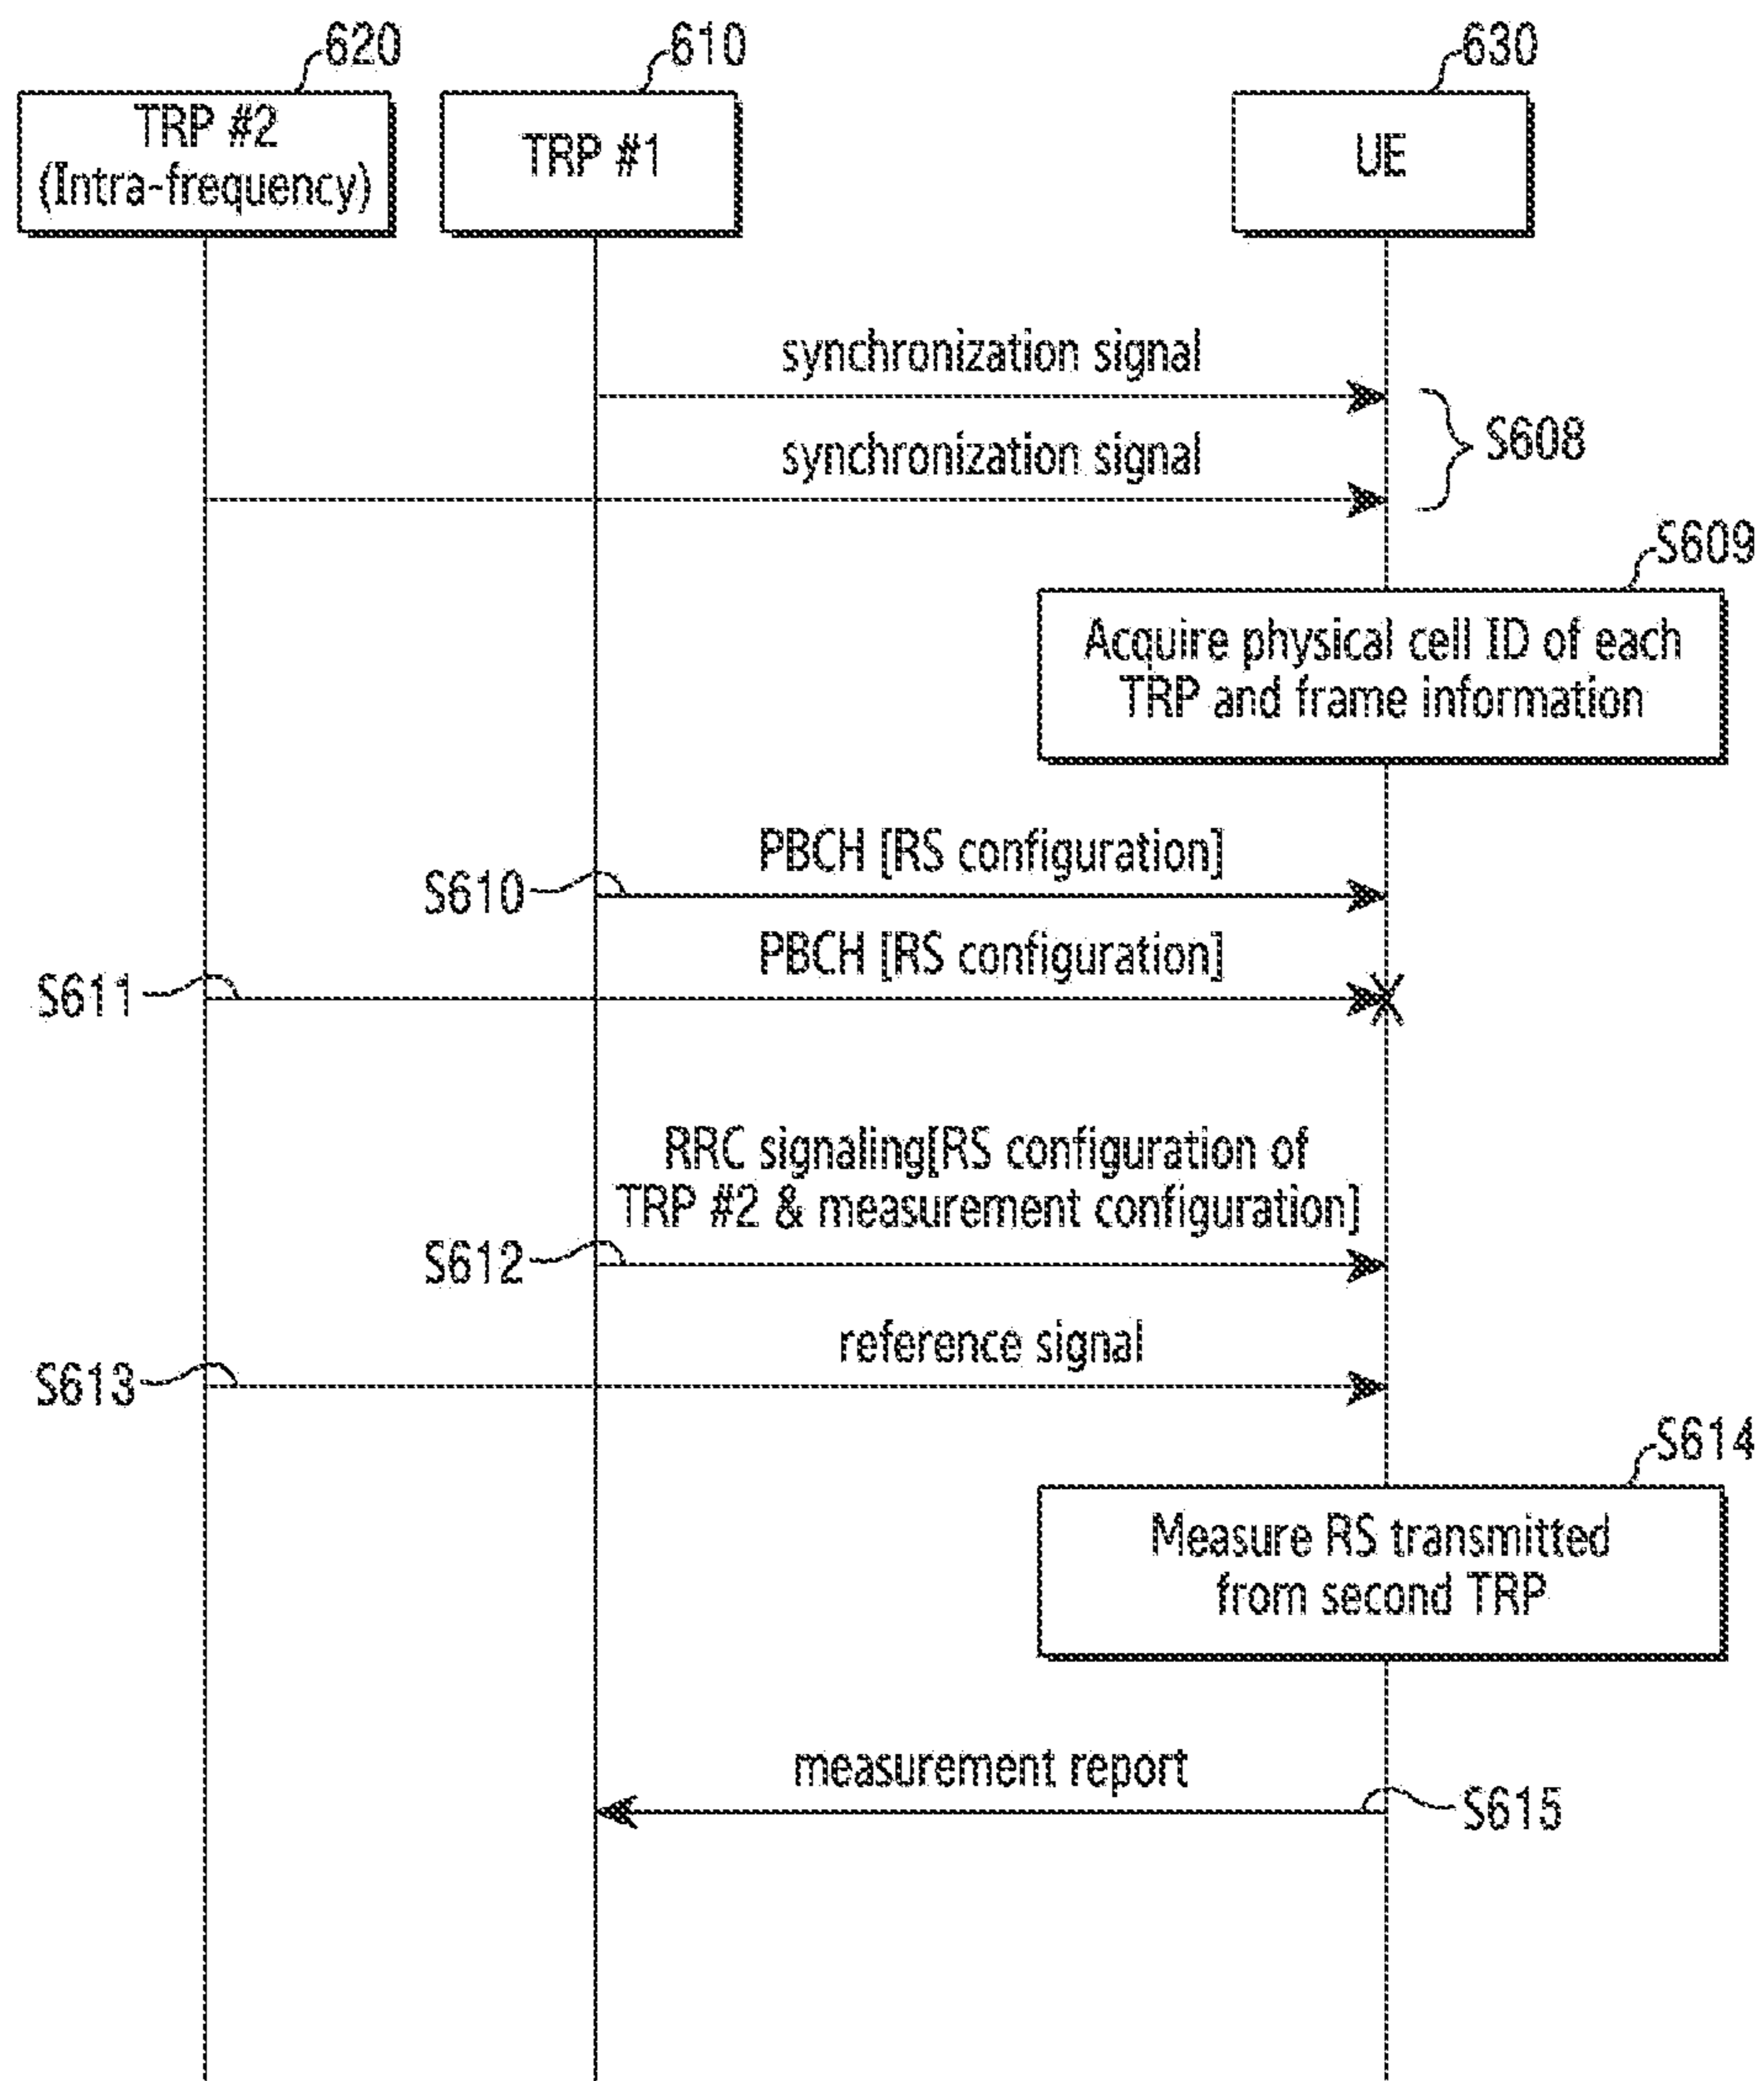 620
610
630
TRP #2
(Intra-frequency)
TRP #1
UE
synchronization signal
synchronization signal
S608
S609
Acquire physical cell ID of each
TRP and frame information
PBCH [RS configuration]
S610
PBCH [RS configuration]
S611
RRC signaling[RS configuration of
TRP #2 & measurement configuration]
S612
reference signal
S613
S614
Measure RS transmitted
from second TRP
measurement report
S615